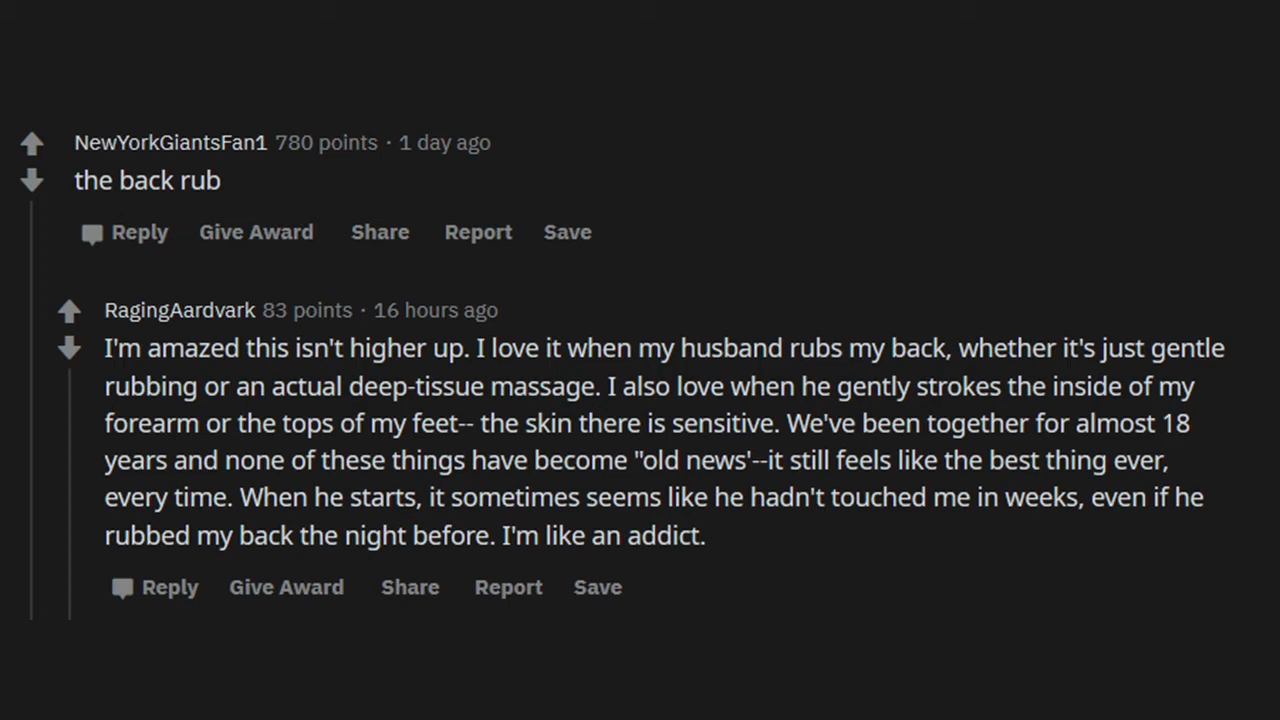 NewYorkGiantsFan1 780 points · 1 day ago
the back rub
Reply Give Award Share Report Save
RagingAardvark 83 points · 16 hours ago
I'm amazed this isn't higher up. I love it when my husband rubs my back, whether it's just gentle
rubbing or an actual deep-tissue massage. I also love when he gently strokes the inside of my
forearm or the tops of my feet-- the skin there is sensitive. We've been together for almost 18
years and none of these things have become "old news'--it still feels like the best thing ever,
every time. When he starts, it sometimes seems like he hadn't touched me in weeks, even if he
rubbed my back the night before. I'm like an addict.
Reply Give Award Share Report Save